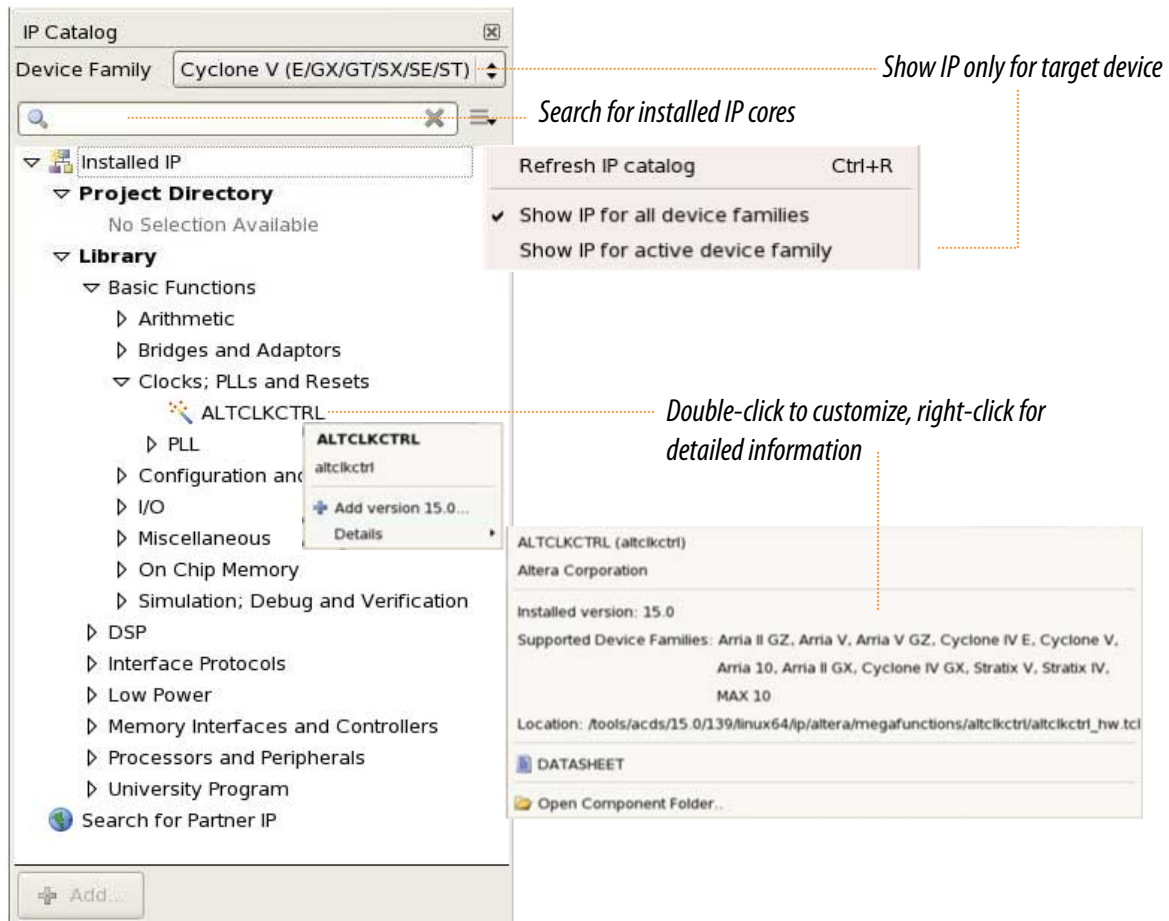 IP Catalog
Device Family Cyclone V (E/GX/GT/SX/SE/ST)
Show IP only for target device
Search for installed IP cores
Installed IP
Project Directory
No Selection Available
Library
Basic Functions
Arithmetic
Bridges and Adaptors
Clocks; PLLs and Resets
ALTCLKCTRL
PLL
Configuration and
I/O
Miscellaneous
On Chip Memory
Simulation; Debug and Verification
DSP
Interface Protocols
Low Power
Memory Interfaces and Controllers
Processors and Peripherals
University Program
Search for Partner IP
Add...
Refresh IP catalog Ctrl+R
Show IP for all device families
Show IP for active device family
Double-click to customize, right-click for
detailed information
ALTCLKCTRL
altclkctrl
Add version 15.0...
Details
ALTCLKCTRL (altclkctrl)
Altera Corporation
Installed version: 15.0
Supported Device Families: Arria II GZ, Arria V, Arria V GZ, Cyclone IV E, Cyclone V,
Arria 10, Arria II GX, Cyclone IV GX, Stratix V, Stratix IV,
MAX 10
Location: /tools/acds/15.0/139/linux64/ip/altera/megafunctions/altclkctrl/altclkctrl_hw.tcl
DATASHEET
Open Component Folder..